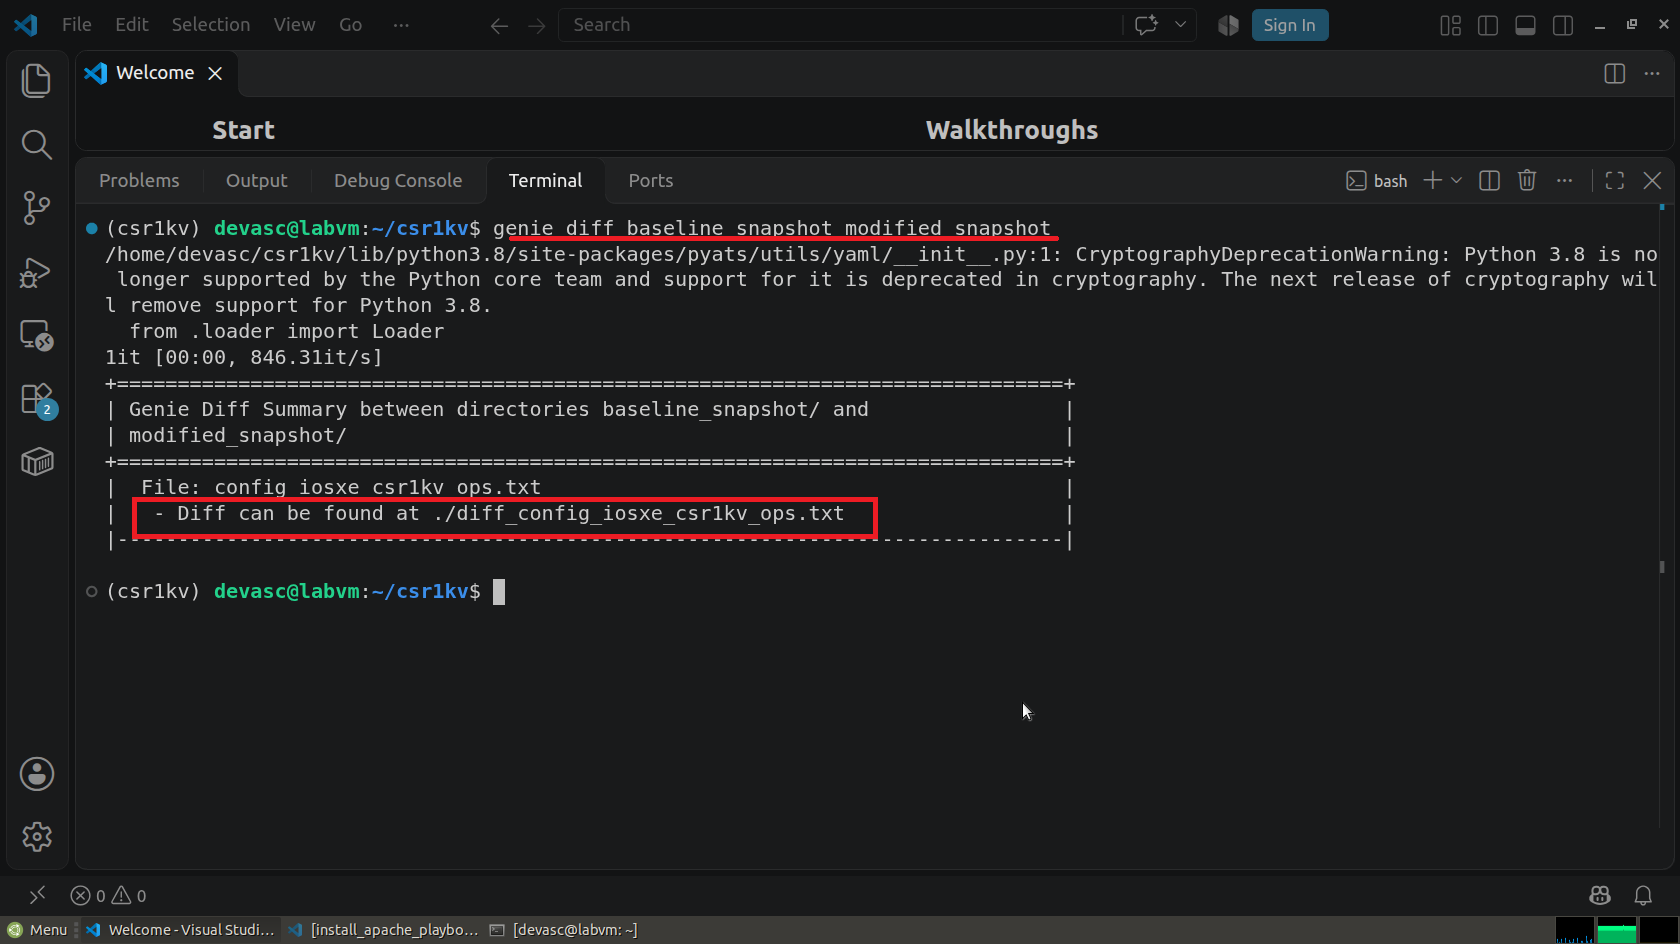 File Edit Selection View Go ··· Search Sign In
Welcome
Start Walkthroughs
Problems Output Debug Console Terminal Ports bash
(csr1kv) devasc@labvm:~/csr1kv$ genie diff baseline_snapshot modified_snapshot
/home/devasc/csr1kv/lib/python3.8/site-packages/pyats/utils/yaml/__init__.py:1: CryptographyDeprecationWarning: Python 3.8 is no
longer supported by the Python core team and support for it is deprecated in cryptography. The next release of cryptography wil
l remove support for Python 3.8.
from .loader import Loader
1it [00:00, 846.31it/s]
+==============================================================================+
| Genie Diff Summary between directories baseline_snapshot/ and |
| modified_snapshot/ |
+==============================================================================+
| File: config_iosxe_csr1kv_ops.txt |
| - Diff can be found at ./diff_config_iosxe_csr1kv_ops.txt |
|------------------------------------------------------------------------------|
(csr1kv) devasc@labvm:~/csr1kv$
2
0 0
Menu Welcome - Visual Studi... [install_apache_playbo... [devasc@labvm: ~]